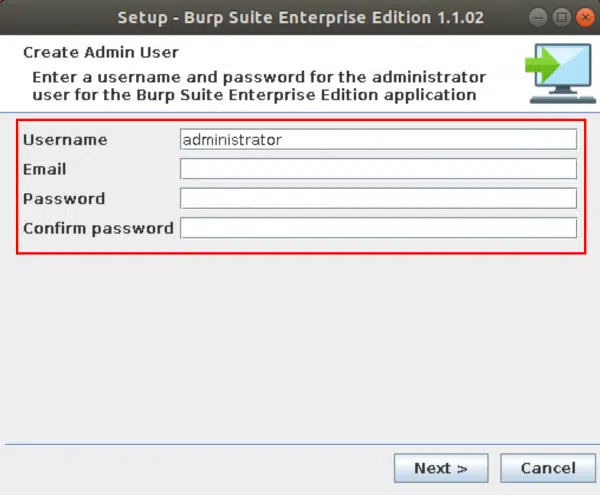 Setup - Burp Suite Enterprise Edition 1.1.02
Create Admin User
Enter a username and password for the administrator
user for the Burp Suite Enterprise Edition application
Username administrator
Email
Password
Confirm password
Next > Cancel